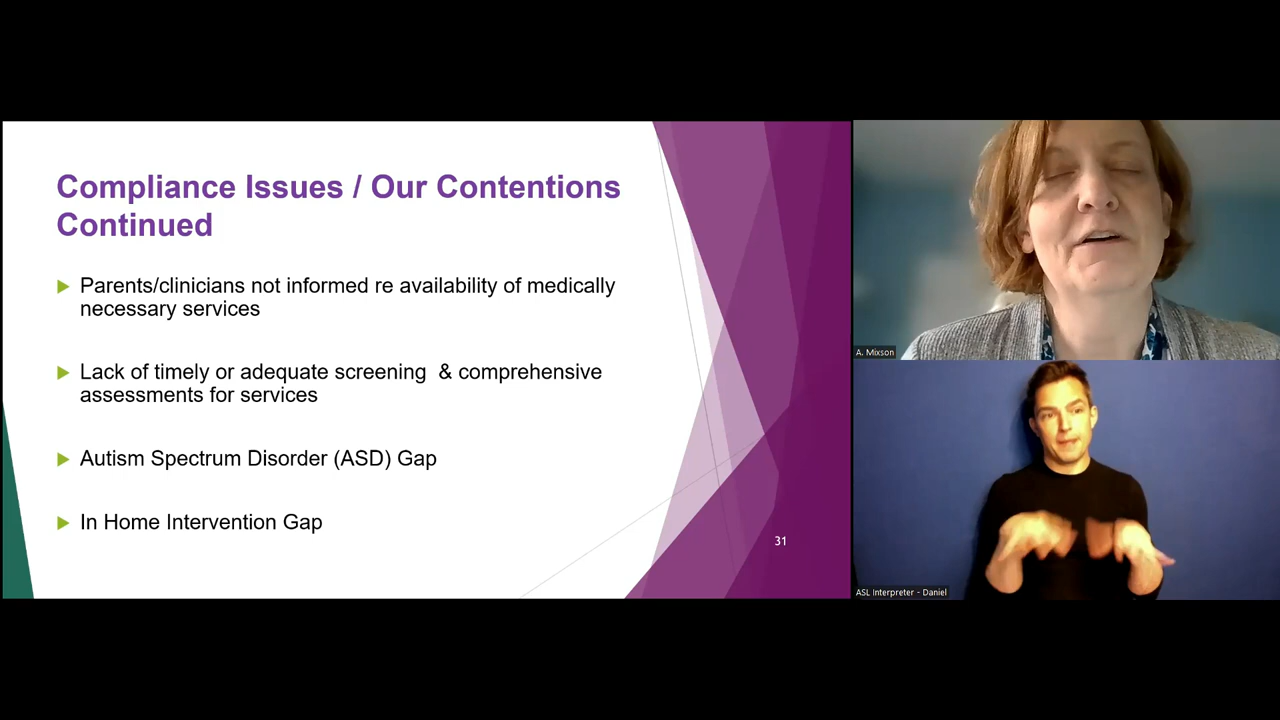 Compliance Issues / Our Contentions
Continued
Parents/clinicians not informed re availability of medically
necessary services
Lack of timely or adequate screening  & comprehensive
assessments for services
Autism Spectrum Disorder (ASD) Gap
In Home Intervention Gap
31
A. Mixson
ASL Interpreter - Daniel